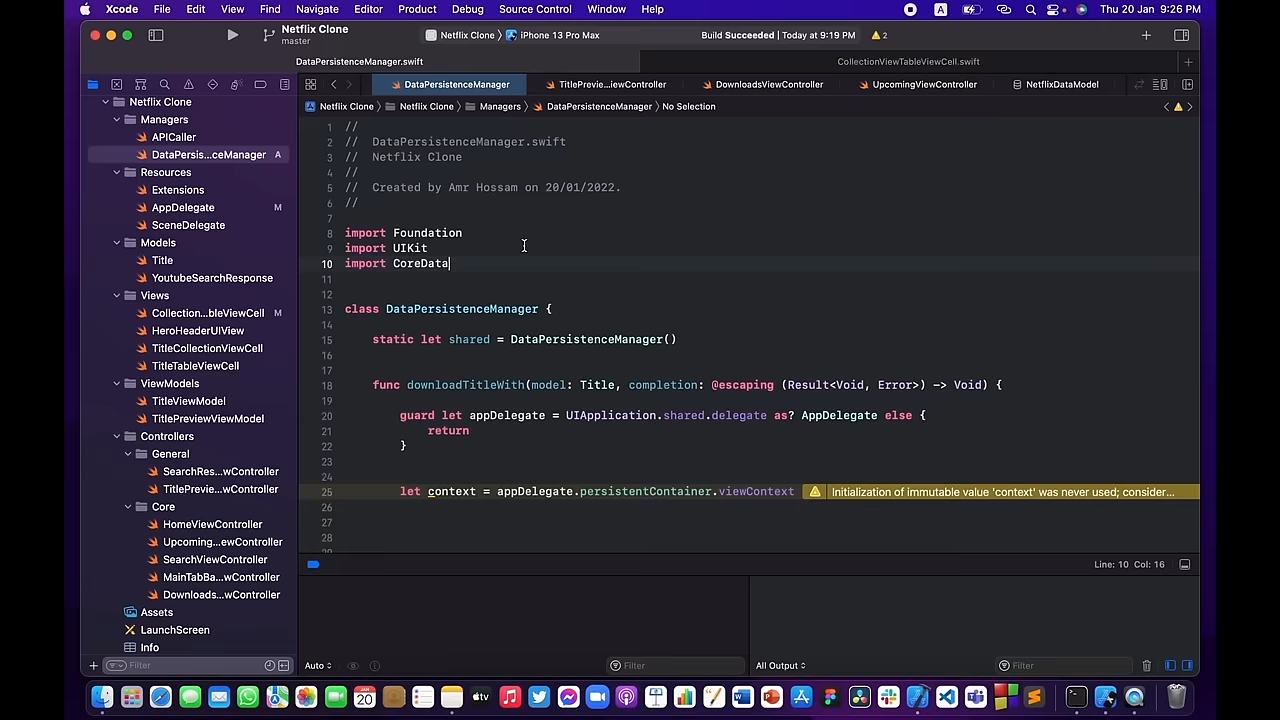 Xcode File Edit View Find Navigate Editor Product Debug Source Control Window Help A Thu 20 Jan 9:26 PM
Netflix Clone
master
Netflix Clone iPhone 13 Pro Max
Build Succeeded | Today at 9:19 PM 2
DataPersistenceManager.swift
CollectionViewTableViewCell.swift
DataPersistenceManager
TitlePrevie...iewController
DownloadsViewController
UpcomingViewController
NetflixDataModel
Netflix Clone Netflix Clone Managers DataPersistenceManager No Selection
Netflix Clone
Managers
APICaller
DataPersis...ceManager A
Resources
Extensions
AppDelegate M
SceneDelegate
Models
Title
YoutubeSearchResponse
Views
Collection...bleViewCell M
HeroHeaderUIView
TitleCollectionViewCell
TitleTableViewCell
ViewModels
TitleViewModel
TitlePreviewViewModel
Controllers
General
SearchRes...wController
TitlePrevie...wController
Core
HomeViewController
Upcoming...ewController
SearchViewController
MainTabBa...wController
Downloads...wController
Assets
LaunchScreen
Info
Filter
1 //
2 // DataPersistenceManager.swift
3 // Netflix Clone
4 //
5 // Created by Amr Hossam on 20/01/2022.
6 //
7
8 import Foundation
9 import UIKit
10 import CoreData
11
12
13 class DataPersistenceManager {
14
15 static let shared = DataPersistenceManager()
16
17
18 func downloadTitleWith(model: Title, completion: @escaping (Result<Void, Error>) -> Void) {
19
20 guard let appDelegate = UIApplication.shared.delegate as? AppDelegate else {
21 return
22 }
23
24
25 let context = appDelegate.persistentContainer.viewContext Initialization of immutable value 'context' was never used; consider...
26
27
28
29
Line: 10 Col: 16
Auto
Filter
All Output
Filter
JAN
20
tv